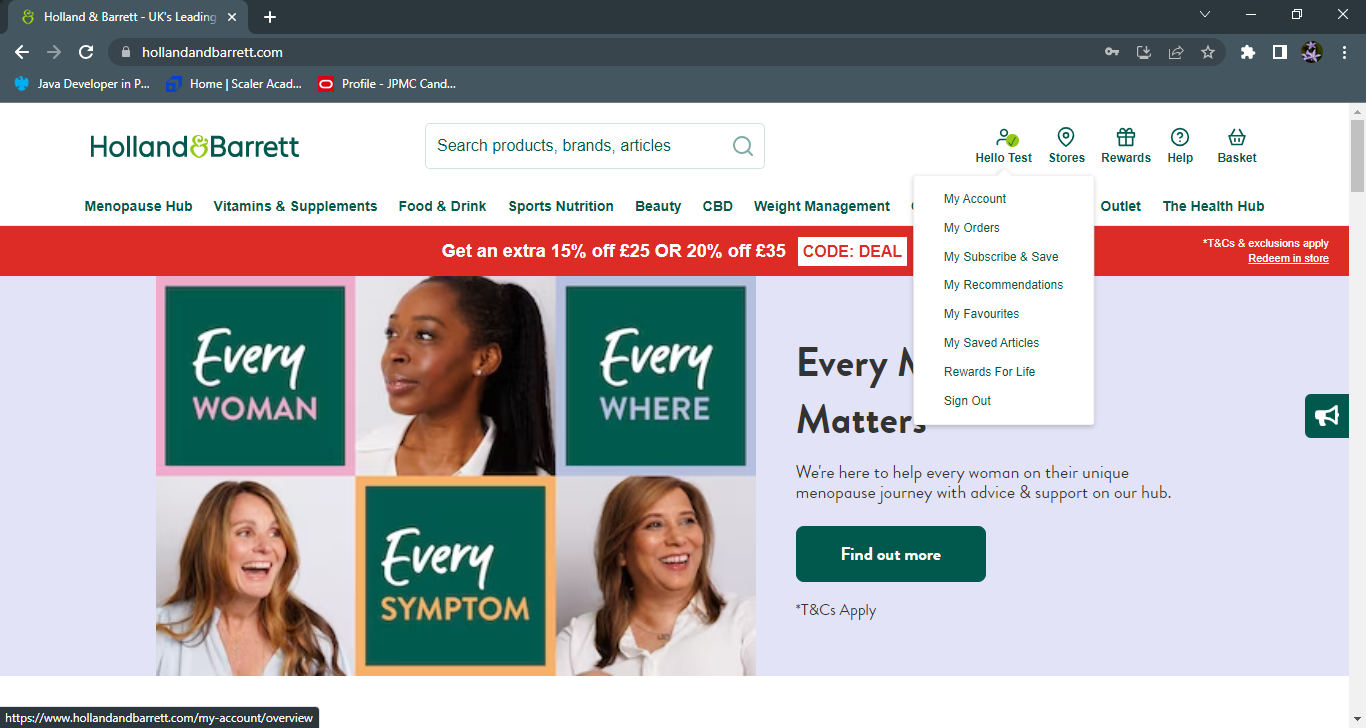 Holland & Barrett - UK's Leading
hollandandbarrett.com
Java Developer in P...
Home | Scaler Acad...
Profile - JPMC Cand...
Holland&Barrett
Search products, brands, articles
Hello Test
Stores
Rewards
Help
Basket
Menopause Hub
Vitamins & Supplements
Food & Drink
Sports Nutrition
Beauty
CBD
Weight Management
Outlet
The Health Hub
My Account
My Orders
My Subscribe & Save
My Recommendations
My Favourites
My Saved Articles
Rewards For Life
Sign Out
Get an extra 15% off £25 OR 20% off £35
CODE: DEAL
*T&Cs & exclusions apply
Redeem in store
Every
WOMAN
Every
WHERE
Every
SYMPTOM
Every
Matters
We're here to help every woman on their unique
menopause journey with advice & support on our hub.
Find out more
*T&Cs Apply
https://www.hollandandbarrett.com/my-account/overview